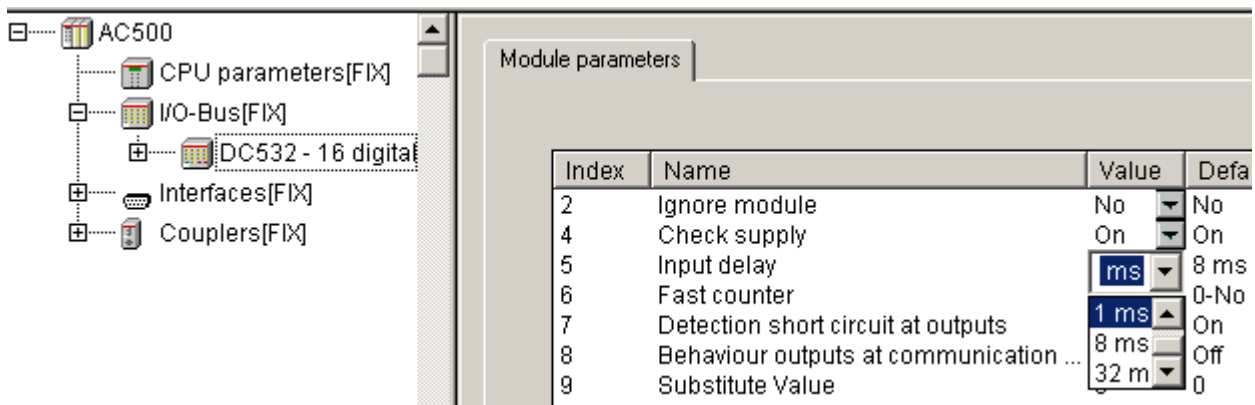 AC500
CPU parameters[FIX]
I/O-Bus[FIX]
DC532 - 16 digital
Interfaces[FIX]
Couplers[FIX]
Module parameters
Index Name Value Defa
2 Ignore module No No
4 Check supply On On
5 Input delay ms 8 ms
6 Fast counter 0-No
7 Detection short circuit at outputs 1 ms On
8 Behaviour outputs at communication ... 8 ms Off
9 Substitute Value 32 m 0